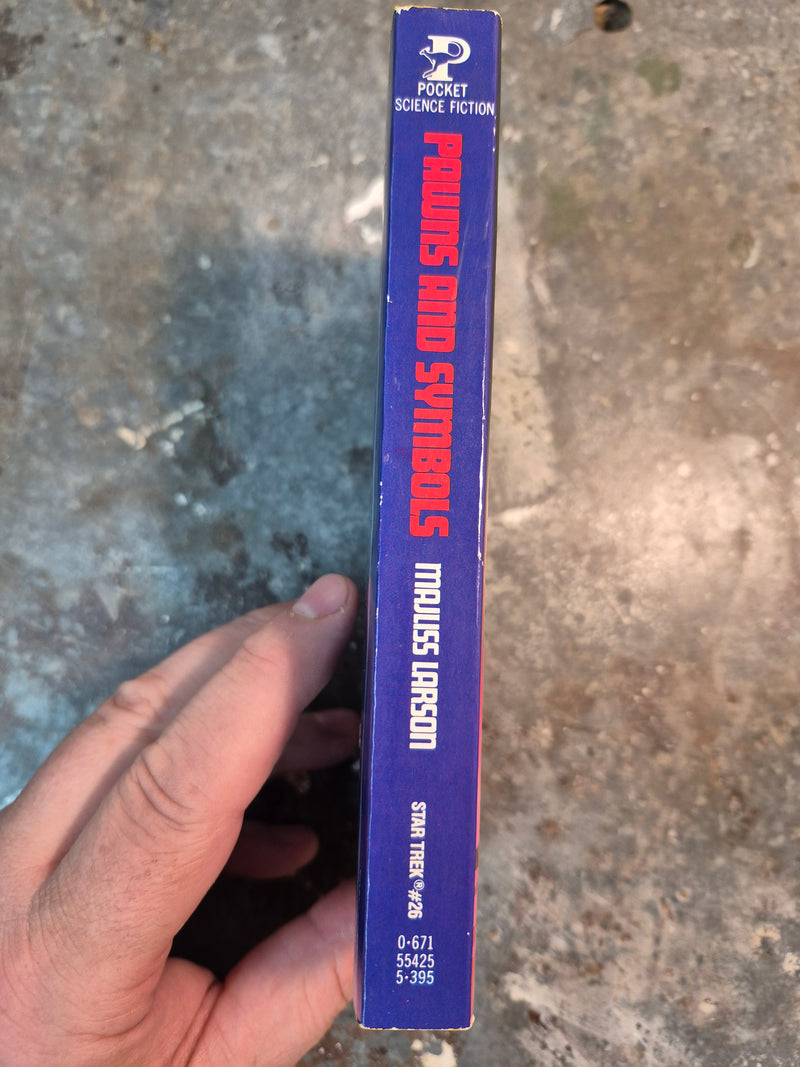 P
POCKET
SCIENCE FICTION
PAWNS AND SYMBOLS
MAJLISS LARSON
STAR TREK® #26
0·671
55425
5·395